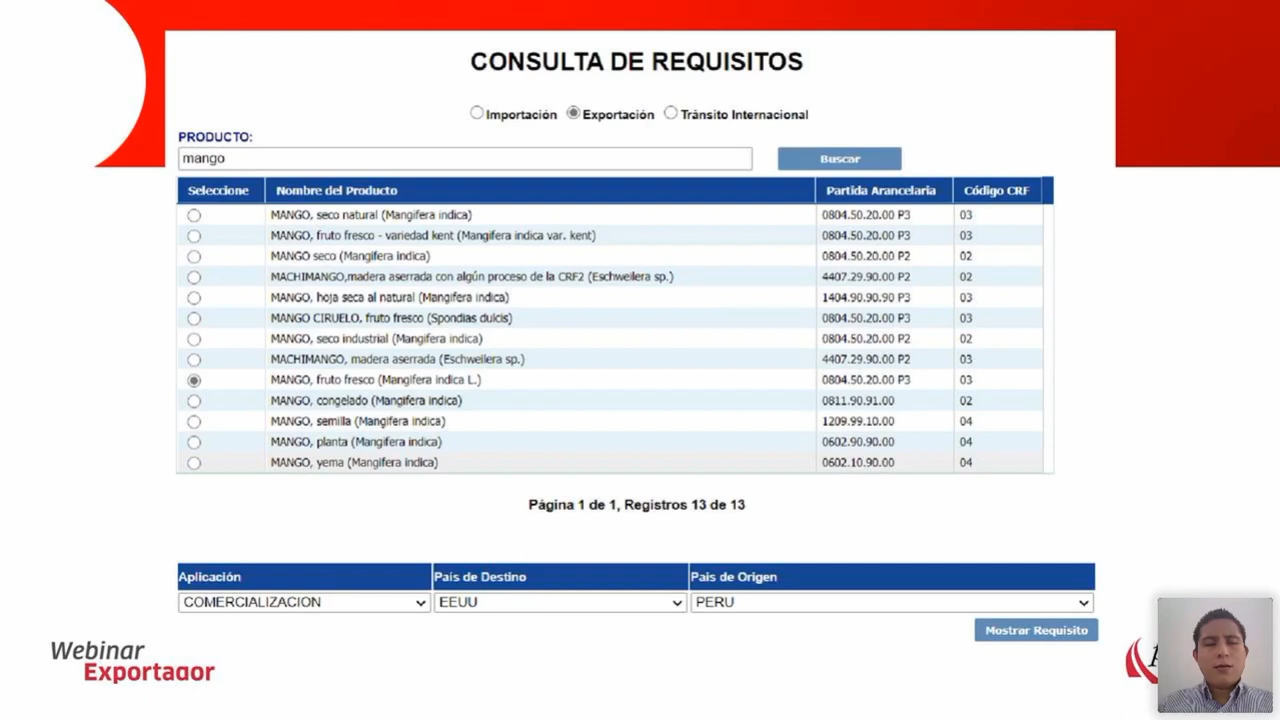 CONSULTA DE REQUISITOS
Importación Exportación Tránsito Internacional
PRODUCTO:
mango Buscar
Seleccione Nombre del Producto Partida Arancelaria Código CRF
MANGO, seco natural (Mangifera indica) 0804.50.20.00 P3 03
MANGO, fruto fresco - variedad kent (Mangifera indica var. kent) 0804.50.20.00 P3 03
MANGO seco (Mangifera indica) 0804.50.20.00 P2 02
MACHIMANGO,madera aserrada con algún proceso de la CRF2 (Eschweilera sp.) 4407.29.90.00 P2 02
MANGO, hoja seca al natural (Mangifera indica) 1404.90.90.90 P3 03
MANGO CIRUELO, fruto fresco (Spondias dulcis) 0804.50.20.00 P3 03
MANGO, seco industrial (Mangifera indica) 0804.50.20.00 P2 02
MACHIMANGO, madera aserrada (Eschweilera sp.) 4407.29.90.00 P2 03
MANGO, fruto fresco (Mangifera indica L.) 0804.50.20.00 P3 03
MANGO, congelado (Mangifera indica) 0811.90.91.00 02
MANGO, semilla (Mangifera indica) 1209.99.10.00 04
MANGO, planta (Mangifera indica) 0602.90.90.00 04
MANGO, yema (Mangifera indica) 0602.10.90.00 04
Página 1 de 1, Registros 13 de 13
Aplicación País de Destino Pais de Origen
COMERCIALIZACION EEUU PERU
Mostrar Requisito
Webinar
Exportador